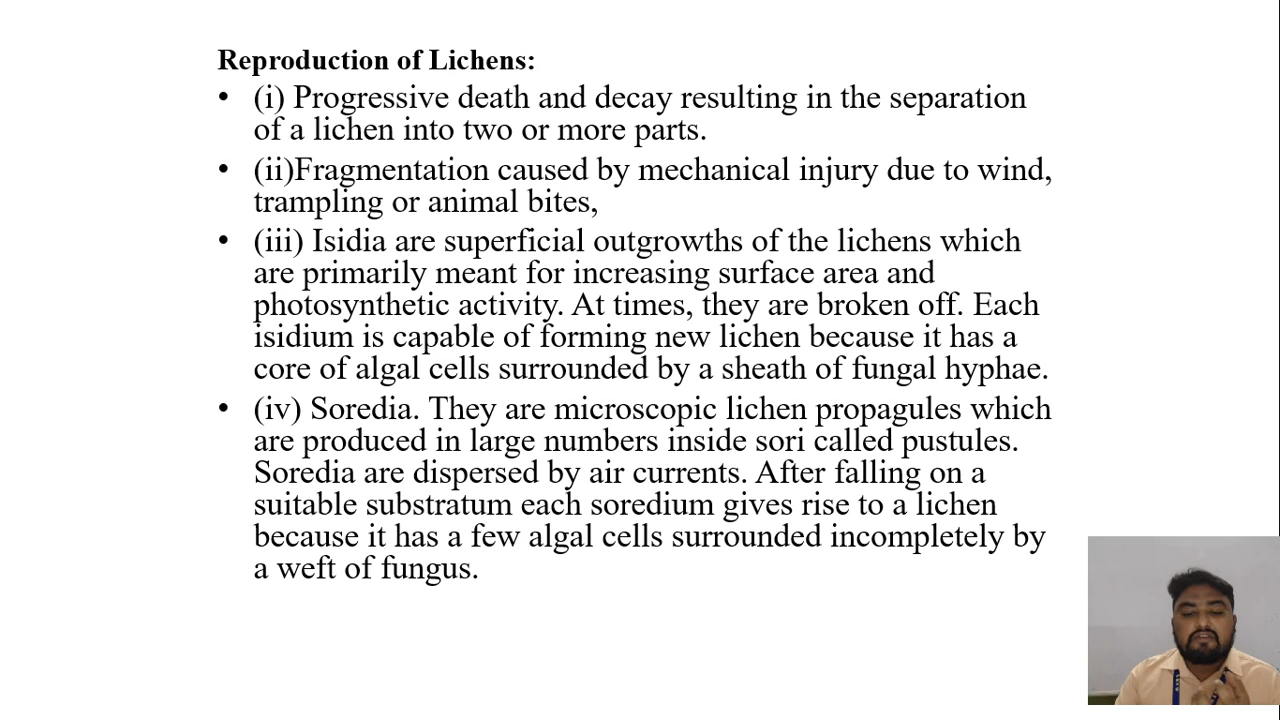 Reproduction of Lichens:
• (i) Progressive death and decay resulting in the separation
of a lichen into two or more parts.
• (ii)Fragmentation caused by mechanical injury due to wind,
trampling or animal bites,
• (iii) Isidia are superficial outgrowths of the lichens which
are primarily meant for increasing surface area and
photosynthetic activity. At times, they are broken off. Each
isidium is capable of forming new lichen because it has a
core of algal cells surrounded by a sheath of fungal hyphae.
• (iv) Soredia. They are microscopic lichen propagules which
are produced in large numbers inside sori called pustules.
Soredia are dispersed by air currents. After falling on a
suitable substratum each soredium gives rise to a lichen
because it has a few algal cells surrounded incompletely by
a weft of fungus.